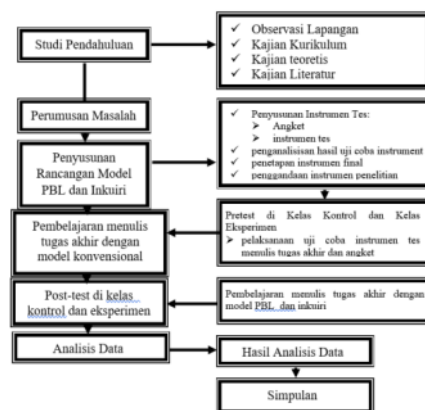 Studi Pendahuluan
✓ Observasi Lapangan
✓ Kajian Kurikulum
✓ Kajian teoretis
✓ Kajian Literatur
Perumusan Masalah
✓ Penyusunan Instrumen Tes:
➤ Angket
➤ instrumen tes
✓ penganalisisan hasil uji coba instrument
✓ penetapan instrumen final
✓ penggandaan instrumen penelitian
Penyusunan
Rancangan Model
PBL dan Inkuiri
Pretest di Kelas Kontrol dan Kelas
Eksperimen
➤ pelaksanaan uji coba instrumen tes
menulis tugas akhir dan angket
Pembelajaran menulis
tugas akhir dengan
model konvensional
Post-test di kelas
kontrol dan eksperimen
Pembelajaran menulis tugas akhir dengan
model PBL dan inkuiri
Analisis Data
Hasil Analisis Data
Simpulan